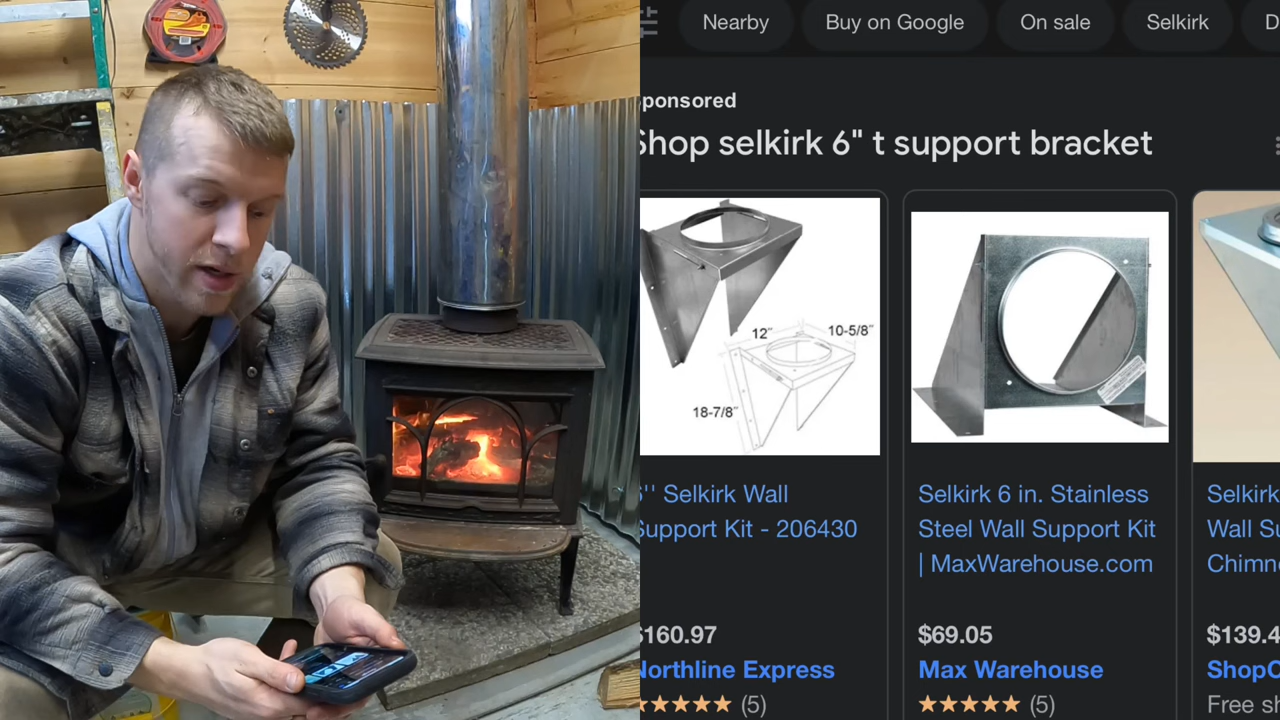 Nearby
Buy on Google
On sale
Selkirk
D
ponsored
Shop selkirk 6" t support bracket
12"
10-5/8"
18-7/8"
6'' Selkirk Wall
Support Kit - 206430
$160.97
Northline Express
(5)
Selkirk 6 in. Stainless
Steel Wall Support Kit
| MaxWarehouse.com
$69.05
Max Warehouse
(5)
Selkirk
Wall Su
Chimne
$139.4
ShopC
Free sh